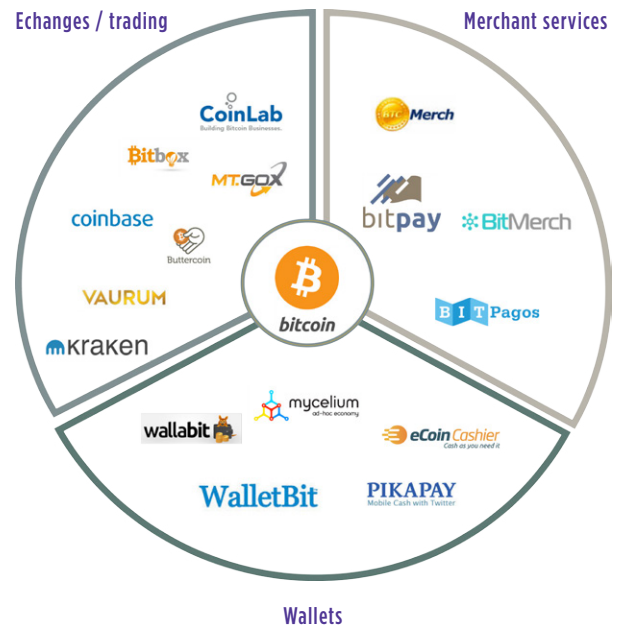 Echanges / trading
Merchant services
CoinLab
Building Bitcoin Businesses.
Bitbox
MT.GOX
coinbase
Buttercoin
VAURUM
kraken
BIC
Merch
bitpay
BitMerch
BIT Pagos
bitcoin
mycelium
ad-hoc economy
wallabit
eCoin Cashier
Cash as you need it
WalletBit
PIKAPAY
Mobile Cash with Twitter
Wallets